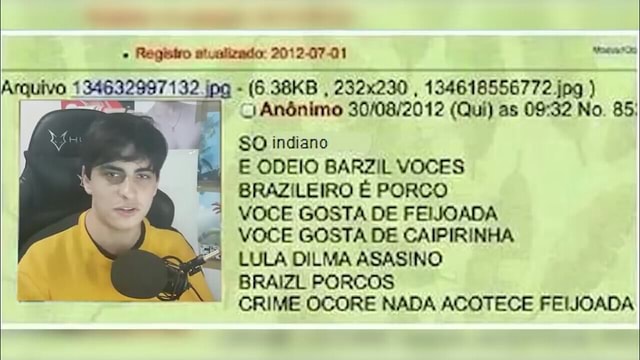 Registro atualizado: 2012-07-01
Arquivo 134632997132.jpg - (6.38KB , 232x230 , 134618556772.jpg )
Anônimo 30/08/2012 (Qui) as 09:32 No. 853
SO indiano
E ODEIO BARZIL VOCES
BRAZILEIRO É PORCO
VOCE GOSTA DE FEIJOADA
VOCE GOSTA DE CAIPIRINHA
LULA DILMA ASASINO
BRAIZL PORCOS
CRIME OCORE NADA ACOTECE FEIJOADA